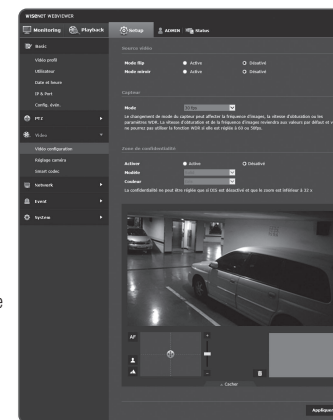 WISENET WEBVIEWER
Monitoring Playback Setup ADMIN Status
Basic
Vidéo profil
Utilisateur
Date et heure
IP & Port
Config. évén.
PTZ
Vidéo
Vidéo configuration
Réglage caméra
Smart codec
Network
Event
System
Source vidéo
Mode flip Active Désactivé
Mode miroir Active Désactivé
Capteur
Mode
Le changement de mode du capteur peut affecter la fréquence d'images, la vitesse d'obturation ou les
paramètres WDR. La vitesse d'obturation et de la fréquence d'images reviendra aux valeurs par défaut et
ne pourrez pas utiliser la fonction WDR si elle est réglée à 60 ou 50fps.
Zone de confidentialité
Activer Active Désactivé
Modèle
Couleur
La confidentialité ne peut être réglée que si DIS est désactivé et que le zoom est inférieur à 32 x
AF
Cacher
Applique
e